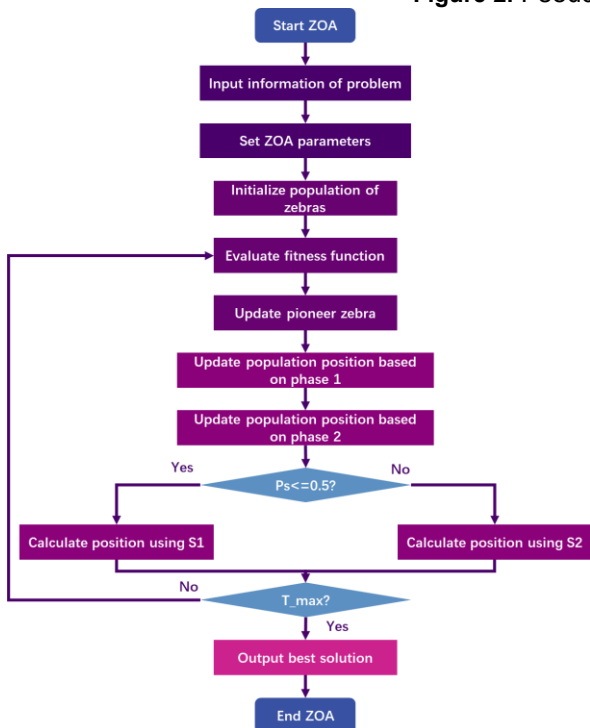 Figure 2.
Start ZOA
Input information of problem
Set ZOA parameters
Initialize population of
zebras
Evaluate fitness function
Update pioneer zebra
Update population position based
on phase 1
Update population position based
on phase 2
Yes
No
Ps<=0.5?
Calculate position using S1
Calculate position using S2
No
T_max?
Yes
Output best solution
End ZOA